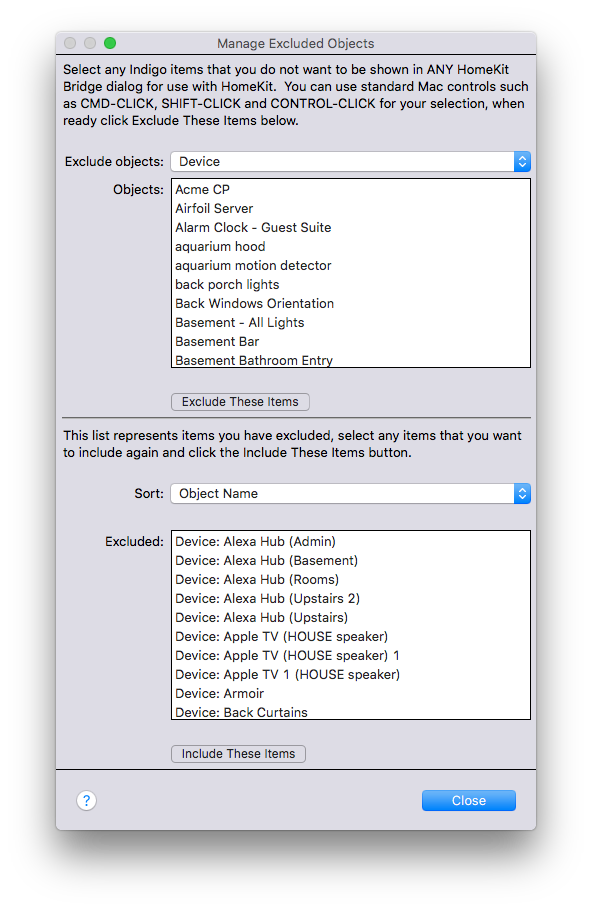 Manage Excluded Objects
Select any Indigo items that you do not want to be shown in ANY HomeKit
Bridge dialog for use with HomeKit.  You can use standard Mac controls such
as CMD-CLICK, SHIFT-CLICK and CONTROL-CLICK for your selection, when
ready click Exclude These Items below.
Exclude objects: Device
Objects: Acme CP
Airfoil Server
Alarm Clock - Guest Suite
aquarium hood
aquarium motion detector
back porch lights
Back Windows Orientation
Basement - All Lights
Basement Bar
Basement Bathroom Entry
Exclude These Items
This list represents items you have excluded, select any items that you want
to include again and click the Include These Items button.
Sort: Object Name
Excluded: Device: Alexa Hub (Admin)
Device: Alexa Hub (Basement)
Device: Alexa Hub (Rooms)
Device: Alexa Hub (Upstairs 2)
Device: Alexa Hub (Upstairs)
Device: Apple TV (HOUSE speaker)
Device: Apple TV (HOUSE speaker) 1
Device: Apple TV 1 (HOUSE speaker)
Device: Armoir
Device: Back Curtains
Include These Items
? Close